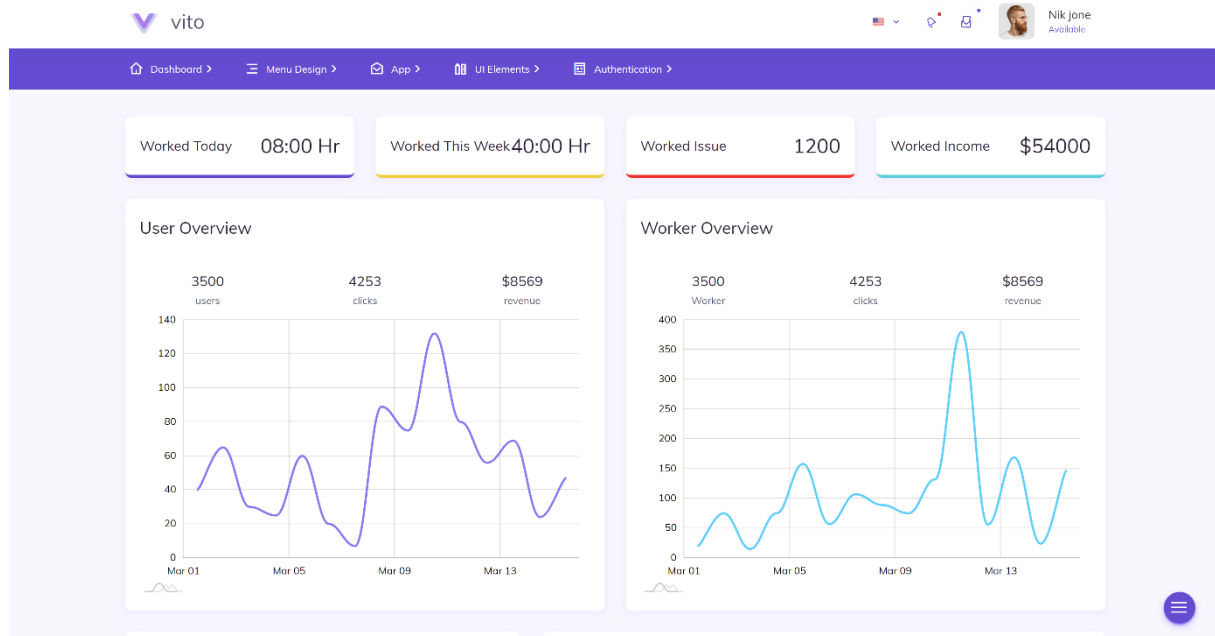 vito
Nik jone
Available
Dashboard
Menu Design
App
UI Elements
Authentication
Worked Today 08:00 Hr
Worked This Week 40:00 Hr
Worked Issue 1200
Worked Income $54000
User Overview
3500 4253 $8569
users clicks revenue
140
120
100
80
60
40
20
0
Mar 01 Mar 05 Mar 09 Mar 13
Worker Overview
3500 4253 $8569
Worker clicks revenue
400
350
300
250
200
150
100
50
0
Mar 01 Mar 05 Mar 09 Mar 13